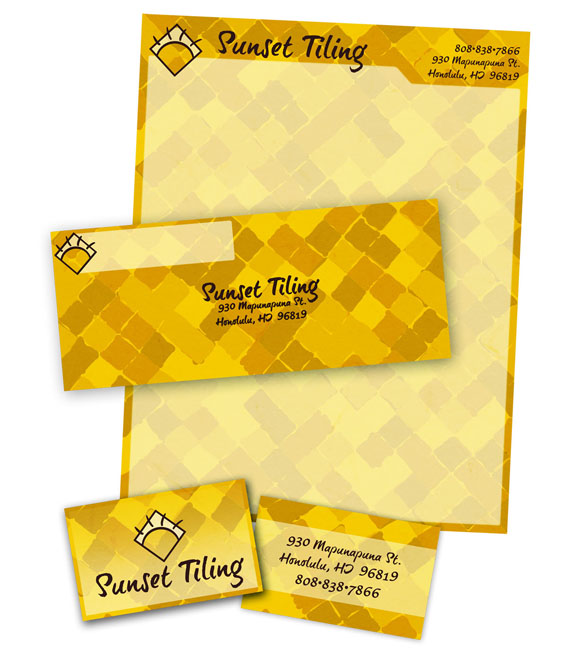 Sunset Tiling
808•838•7866
930 Mapunapuna St.
Honolulu, HI 96819
Sunset Tiling
930 Mapunapuna St.
Honolulu, HI 96819
Sunset Tiling
930 Mapunapuna St.
Honolulu, HI 96819
808•838•7866